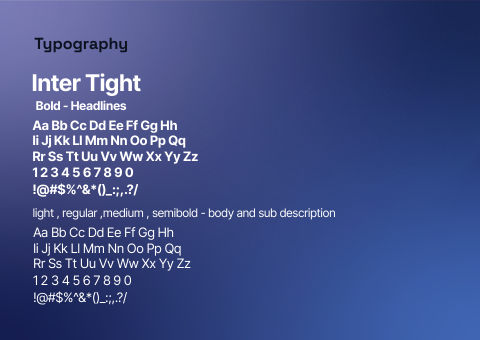 Typography
Inter Tight
Bold - Headlines
Aa Bb Cc Dd Ee Ff Gg Hh
Ii Jj Kk Ll Mm Nn Oo Pp Qq
Rr Ss Tt Uu Vv Ww Xx Yy Zz
1 2 3 4 5 6 7 8 9 0
!@#$%^&*()_:;,.?/
light , regular ,medium , semibold - body and sub description
Aa Bb Cc Dd Ee Ff Gg Hh
Ii Jj Kk Ll Mm Nn Oo Pp Qq
Rr Ss Tt Uu Vv Ww Xx Yy Zz
1 2 3 4 5 6 7 8 9 0
!@#$%^&*()_:;,.?/